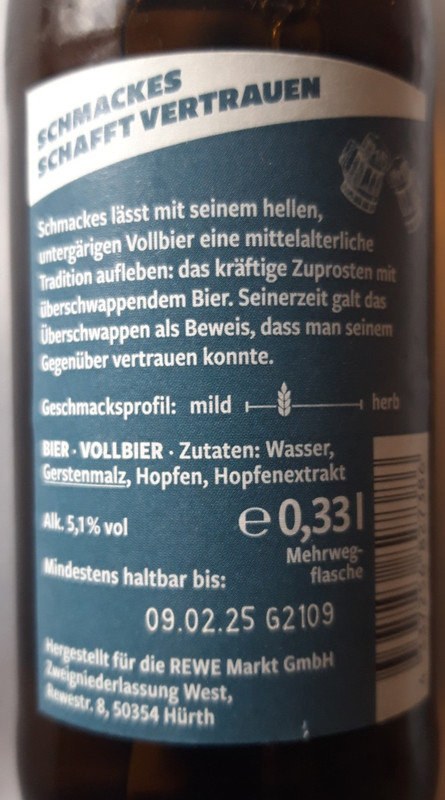 SCHMACKES
SCHAFFT VERTRAUEN
Schmackes lässt mit seinem hellen,
untergärigen Vollbier eine mittelalterliche
Tradition aufleben: das kräftige Zuprosten mit
überschwappendem Bier. Seinerzeit galt das
Überschwappen als Beweis, dass man seinem
Gegenüber vertrauen konnte.
Geschmacksprofil: mild herb
BIER · VOLLBIER · Zutaten: Wasser,
Gerstenmalz, Hopfen, Hopfenextrakt
Alk. 5,1% vol
℮ 0,33 l
Mehrweg-
flasche
Mindestens haltbar bis:
09.02.25 G2109
Hergestellt für die REWE Markt GmbH
Zweigniederlassung West,
Rewestr. 8, 50354 Hürth